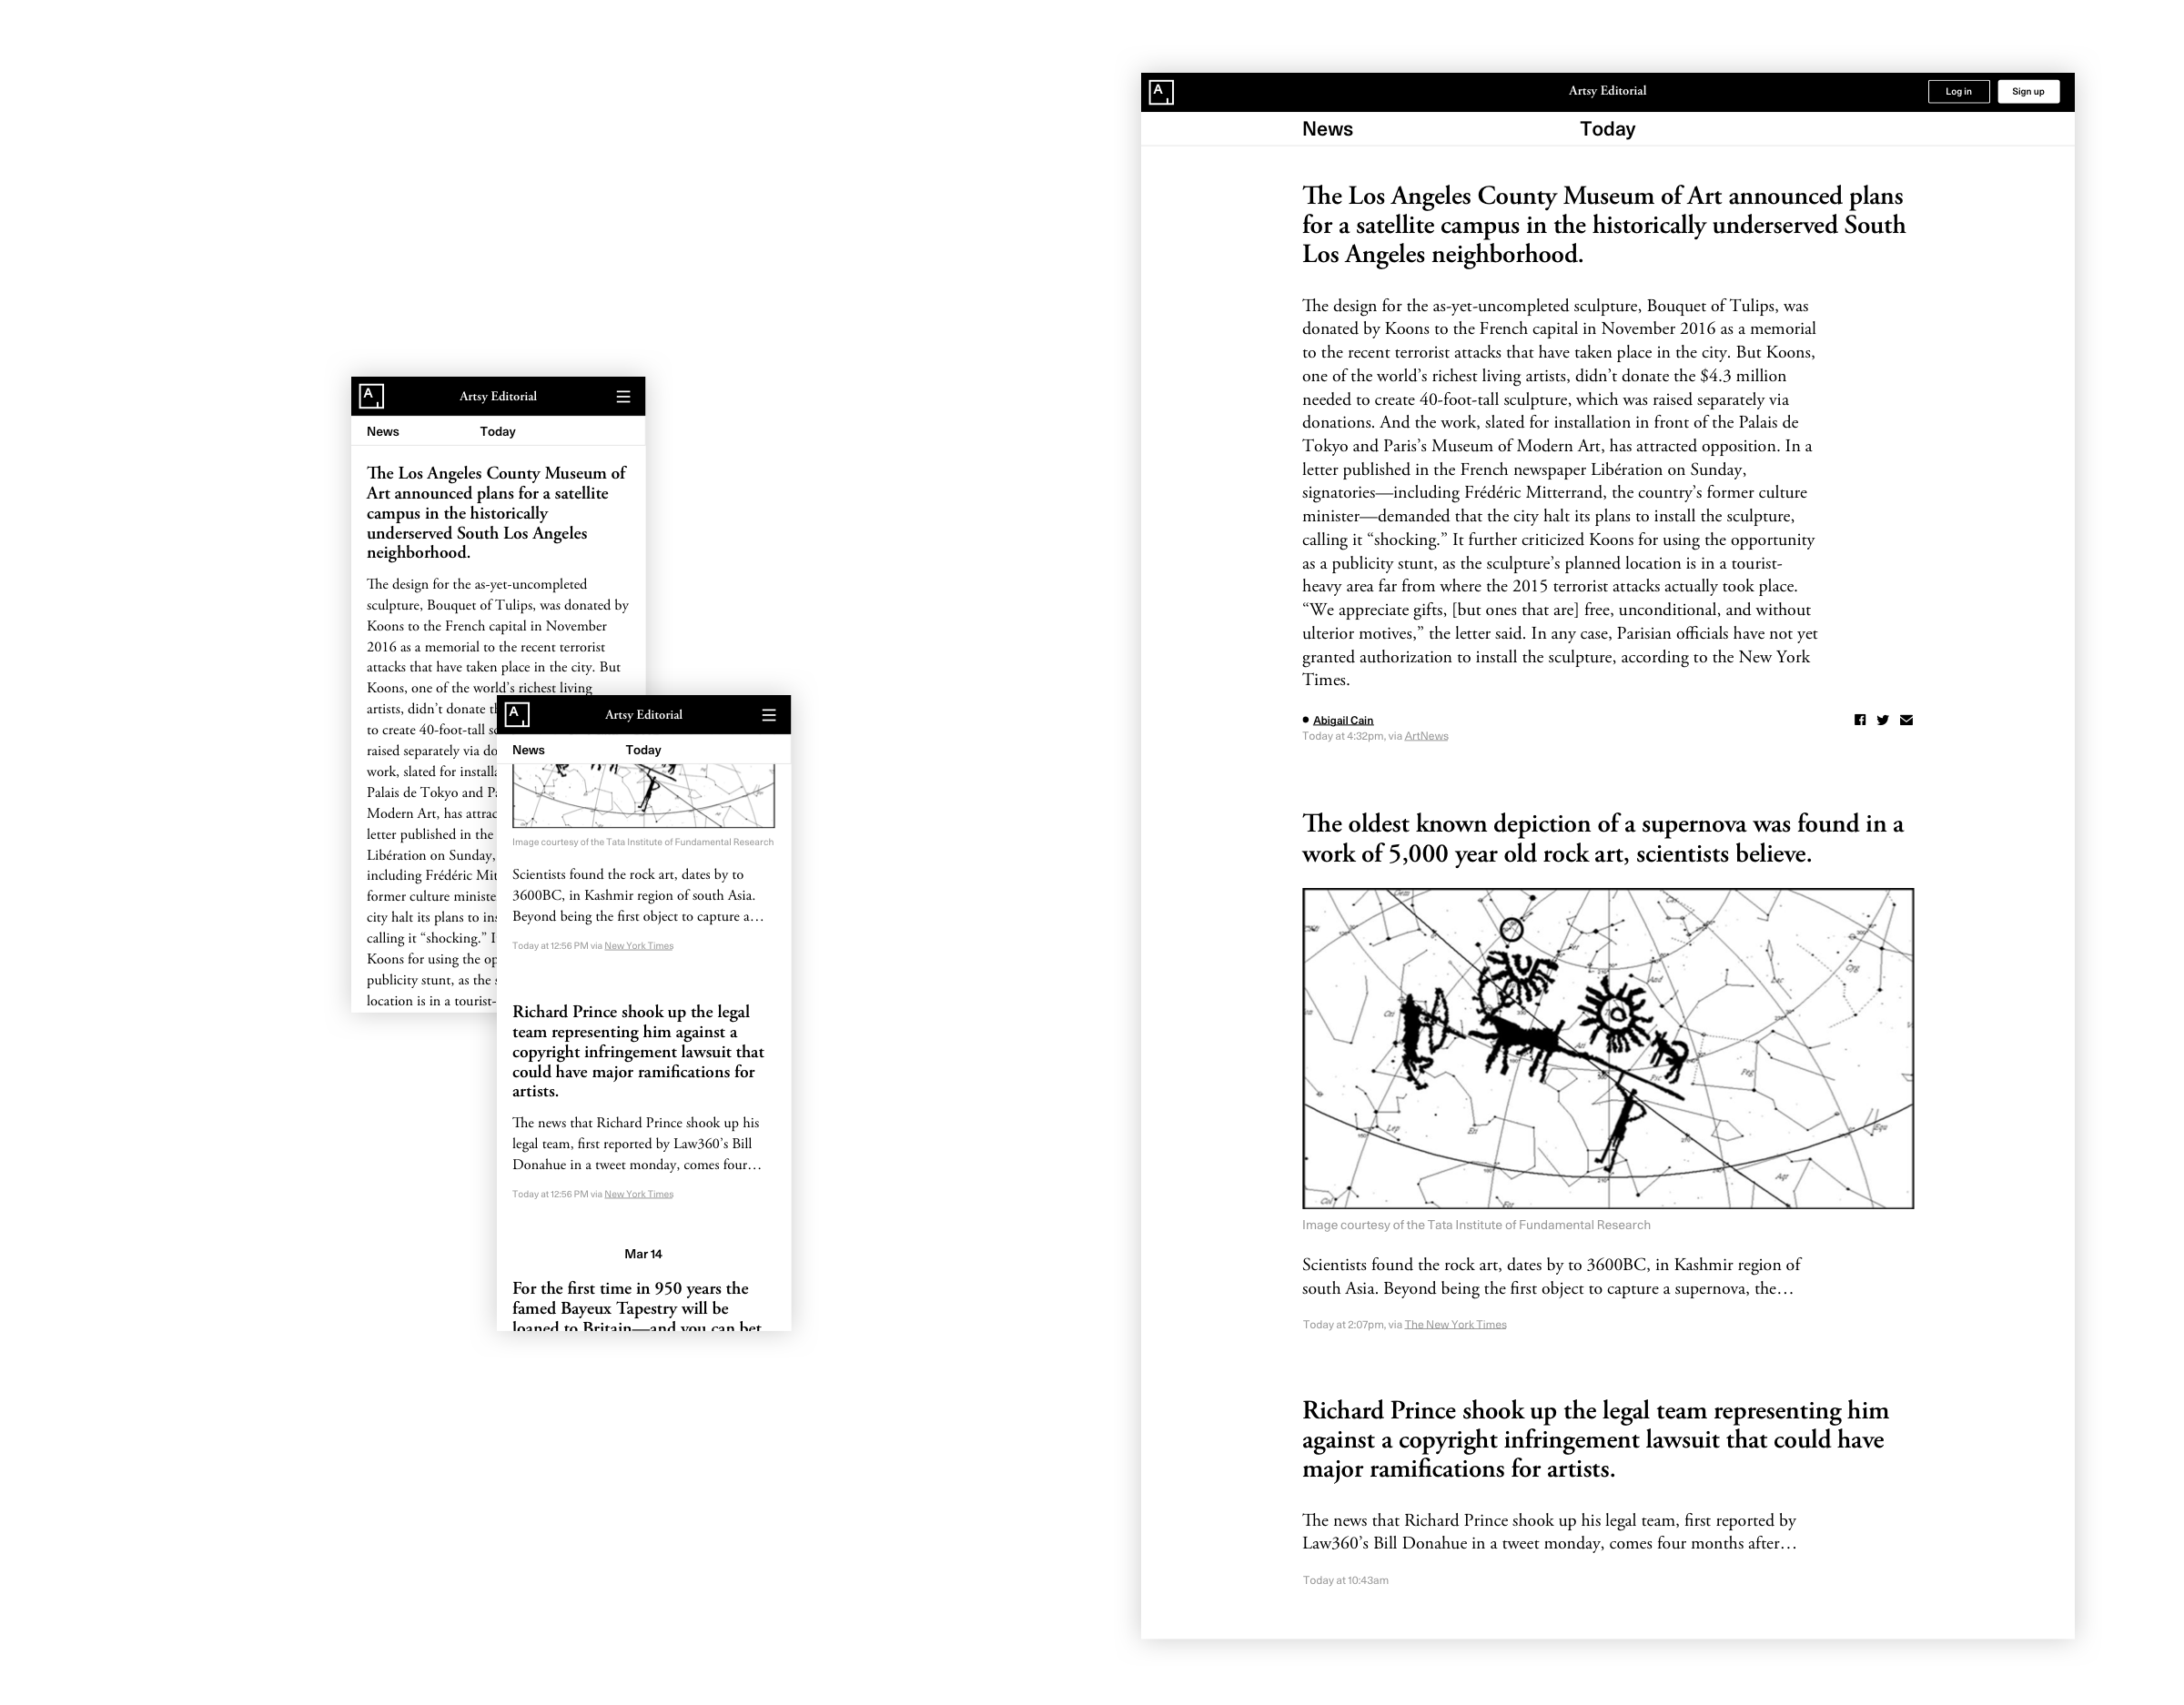 A
Artsy Editorial
News Today
The Los Angeles County Museum of
Art announced plans for a satellite
campus in the historically
underserved South Los Angeles
neighborhood.
The design for the as-yet-uncompleted
sculpture, Bouquet of Tulips, was donated by
Koons to the French capital in November
2016 as a memorial to the recent terrorist
attacks that have taken place in the city. But
Koons, one of the world's richest living
artists, didn't donate
to create 40-foot-tall
raised separately via
work, slated for
Palais de Tokyo and
Modern Art, has
letter published in the
Libération on Sunday,
including Frédéric
former culture
city halt its plans to
calling it “shocking.”
Koons for using the
publicity stunt, as the
location is in a tourist-
A
Artsy Editorial
News Today
Image courtesy of the Tata Institute of Fundamental Research
Scientists found the rock art, dates by to
3600BC, in Kashmir region of south Asia.
Beyond being the first object to capture a…
Today at 12:56 PM via New York Times
Richard Prince shook up the legal
team representing him against a
copyright infringement lawsuit that
could have major ramifications for
artists.
The news that Richard Prince shook up his
legal team, first reported by Law360’s Bill
Donahue in a tweet monday, comes four…
Today at 12:56 PM via New York Times
Mar 14
For the first time in 950 years the
famed Bayeux Tapestry will be
loaned to Britain—and you can bet
A
Artsy Editorial
Log in Sign up
News Today
The Los Angeles County Museum of Art announced plans
for a satellite campus in the historically underserved South
Los Angeles neighborhood.
The design for the as-yet-uncompleted sculpture, Bouquet of Tulips, was
donated by Koons to the French capital in November 2016 as a memorial
to the recent terrorist attacks that have taken place in the city. But Koons,
one of the world’s richest living artists, didn’t donate the $4.3 million
needed to create 40-foot-tall sculpture, which was raised separately via
donations. And the work, slated for installation in front of the Palais de
Tokyo and Paris’s Museum of Modern Art, has attracted opposition. In a
letter published in the French newspaper Libération on Sunday,
signatories—including Frédéric Mitterrand, the country’s former culture
minister—demanded that the city halt its plans to install the sculpture,
calling it “shocking.” It further criticized Koons for using the opportunity
as a publicity stunt, as the sculpture’s planned location is in a tourist-
heavy area far from where the 2015 terrorist attacks actually took place.
“We appreciate gifts, [but ones that are] free, unconditional, and without
ulterior motives,” the letter said. In any case, Parisian officials have not yet
granted authorization to install the sculpture, according to the New York
Times.
Abigail Cain
Today at 4:32pm, via ArtNews
The oldest known depiction of a supernova was found in a
work of 5,000 year old rock art, scientists believe.
Image courtesy of the Tata Institute of Fundamental Research
Scientists found the rock art, dates by to 3600BC, in Kashmir region of
south Asia. Beyond being the first object to capture a supernova, the…
Today at 2:07pm, via The New York Times
Richard Prince shook up the legal team representing him
against a copyright infringement lawsuit that could have
major ramifications for artists.
The news that Richard Prince shook up his legal team, first reported by
Law360’s Bill Donahue in a tweet monday, comes four months after…
Today at 10:43am